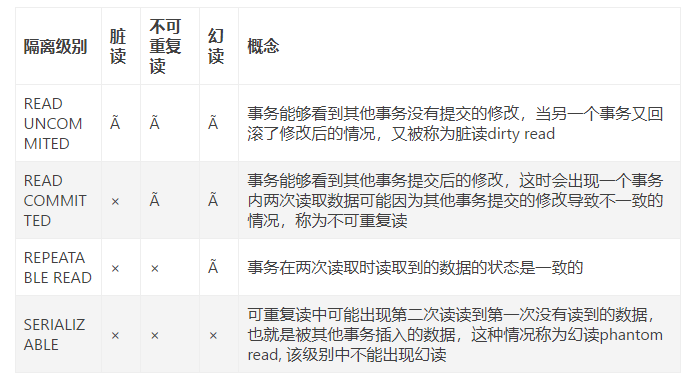 隔离级别 脏读 不可重复读 幻读 概念
READ UNCOMMITED Ã Ã Ã 事务能够看到其他事务没有提交的修改，当另一个事务又回
滚了修改后的情况，又被称为脏读dirty read
READ COMMITTED × Ã Ã 事务能够看到其他事务提交后的修改，这时会出现一个事务
内两次读取数据可能因为其他事务提交的修改导致不一致的
情况，称为不可重复读
REPEATABLE READ × × Ã 事务在两次读取时读取到的数据的状态是一致的
SERIALIZABLE × × × 可重复读中可能出现第二次读读到第一次没有读到的数据，
也就是被其他事务插入的数据，这种情况称为幻读phantom
read, 该级别中不能出现幻读